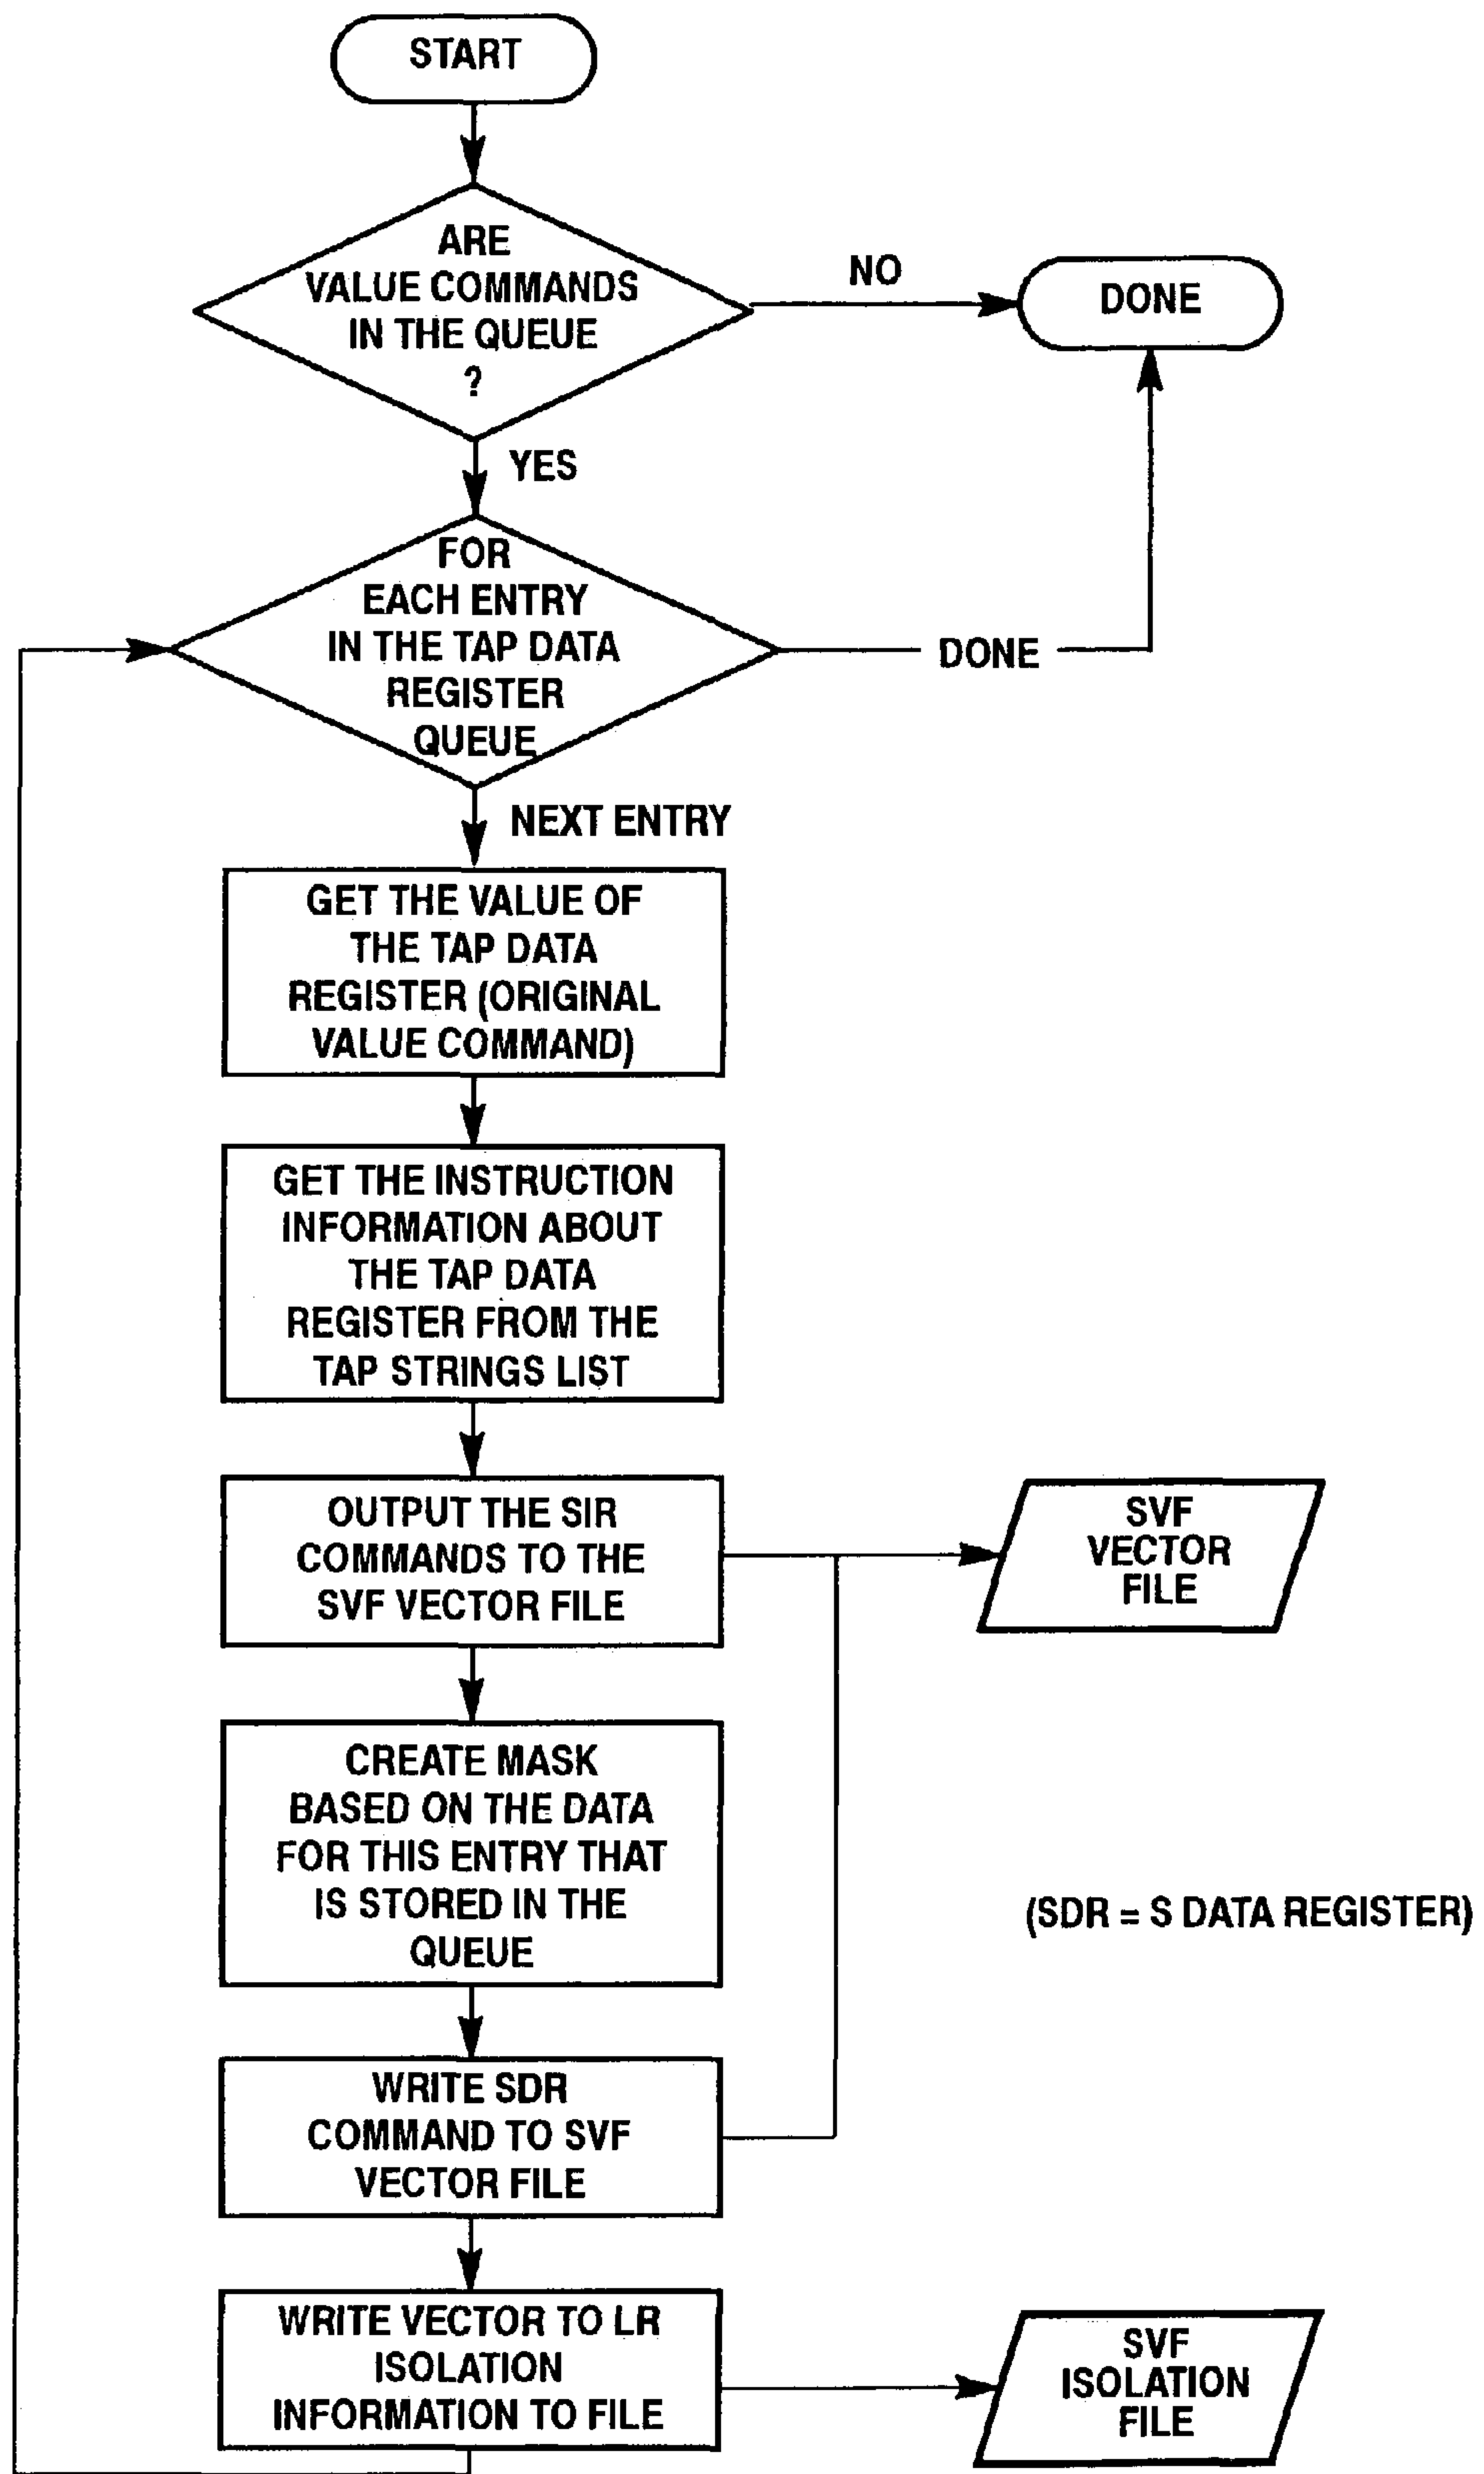 START
ARE
VALUE COMMANDS
IN THE QUEUE
?
NO
DONE
YES
FOR
EACH ENTRY
IN THE TAP DATA
REGISTER
QUEUE
DONE
NEXT ENTRY
GET THE VALUE OF
THE TAP DATA
REGISTER (ORIGINAL
VALUE COMMAND)
GET THE INSTRUCTION
INFORMATION ABOUT
THE TAP DATA
REGISTER FROM THE
TAP STRINGS LIST
OUTPUT THE SIR
COMMANDS TO THE
SVF VECTOR FILE
SVF
VECTOR
FILE
CREATE MASK
BASED ON THE DATA
FOR THIS ENTRY THAT
IS STORED IN THE
QUEUE
(SDR = S DATA REGISTER)
WRITE SDR
COMMAND TO SVF
VECTOR FILE
WRITE VECTOR TO LR
ISOLATION
INFORMATION TO FILE
SVF
ISOLATION
FILE